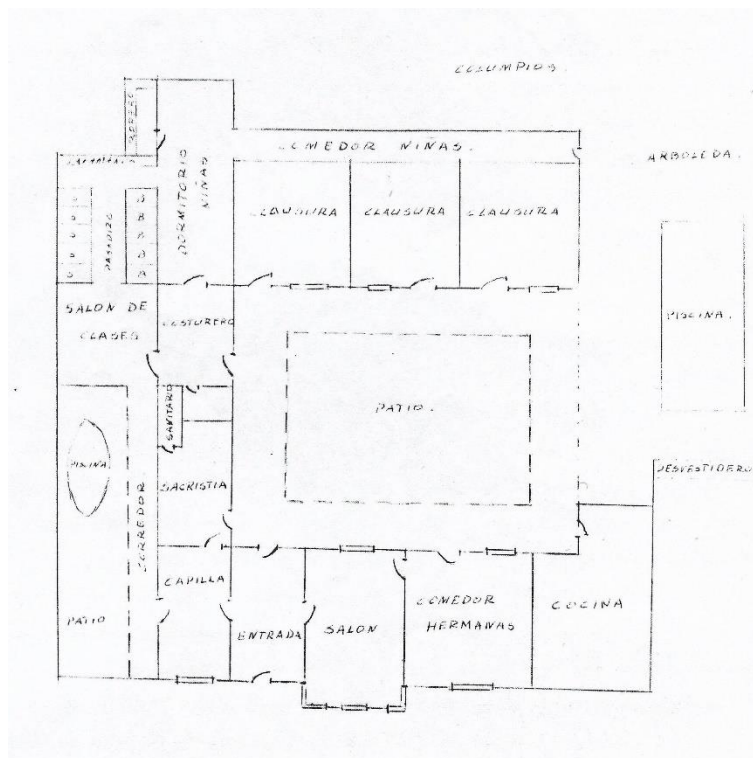 COLUMPIOS.
ROPERO
COMEDOR NIÑAS.
ARBOLEDA.
DORMITORIO
NIÑAS
CLAUSURA
CLAUSURA
CLAUSURA
PASADIZO
SALON DE
CLASES
COSTURERO
PISCINA.
PATIO.
SANITARIO
PISCINA
DESVESTIDERO
SACRISTIA
CORREDOR
CAPILLA
COMEDOR
HERMANAS
COCINA
PATIO
ENTRADA
SALON